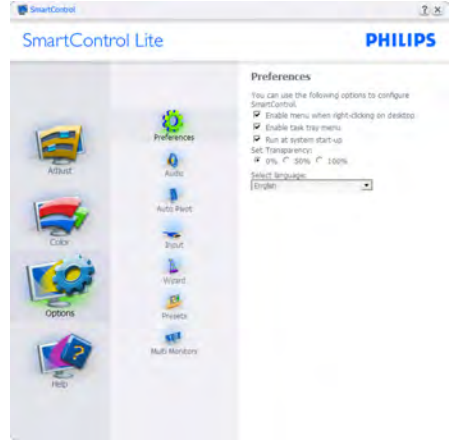 SmartControl
SmartControl Lite
PHILIPS
Adjust
Color
Options
Help
Preferences
Audio
Auto Pivot
Input
Wizard
Presets
Multi Monitors
Preferences
You can use the following options to configure
SmartControl.
Enable menu when right-clicking on desktop
Enable task tray menu
Run at system start-up
Set Transparency:
0% 50% 100%
Select language:
English